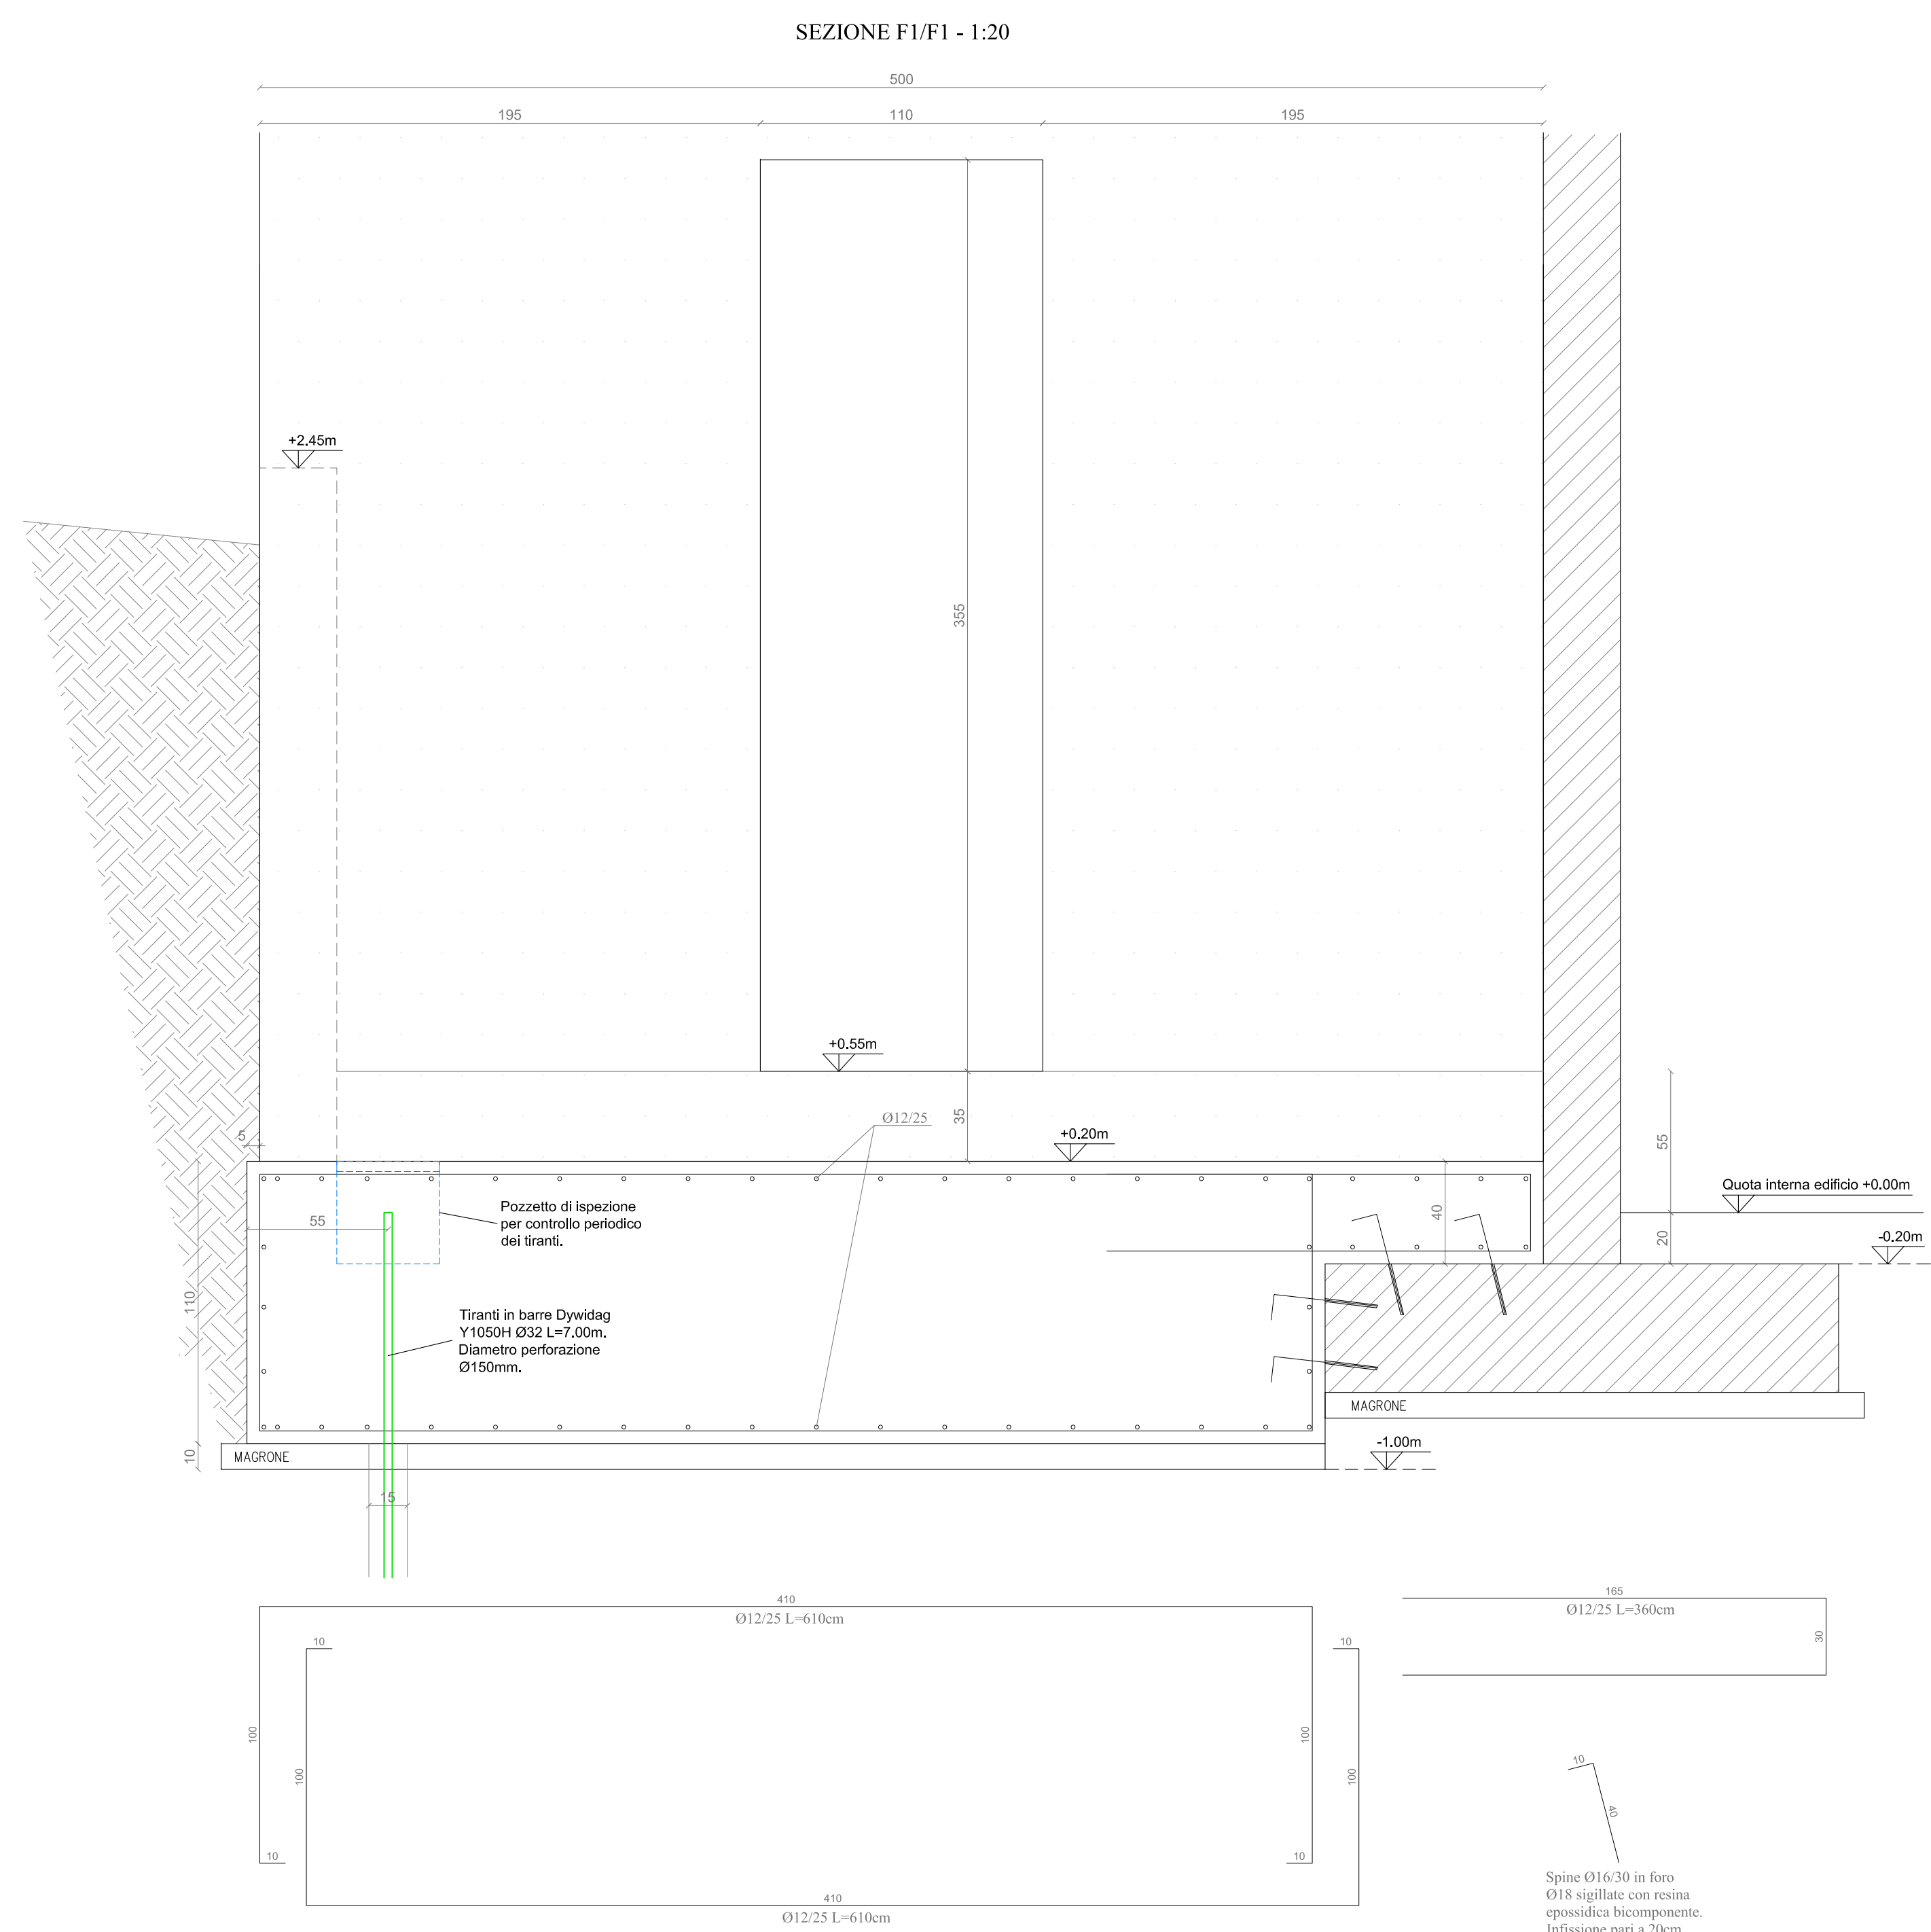 SEZIONE F1/F1 - 1:20
500
195
110
195
+2.45m
355
+0.55m
35
Ø12/25
+0.20m
5
55
Quota interna edificio +0.00m
20
-0.20m
40
Pozzetto di ispezione
per controllo periodico
dei tiranti.
55
110
Tiranti in barre Dywidag
Y1050H Ø32 L=7.00m.
Diametro perforazione
Ø150mm.
MAGRONE
MAGRONE
10
-1.00m
15
410
Ø12/25 L=610cm
165
Ø12/25 L=360cm
30
10
10
100
100
100
100
10
10
410
Ø12/25 L=610cm
10
40
Spine Ø16/30 in foro
Ø18 sigillate con resina
epossidica bicomponente.
Infissione pari a 20cm